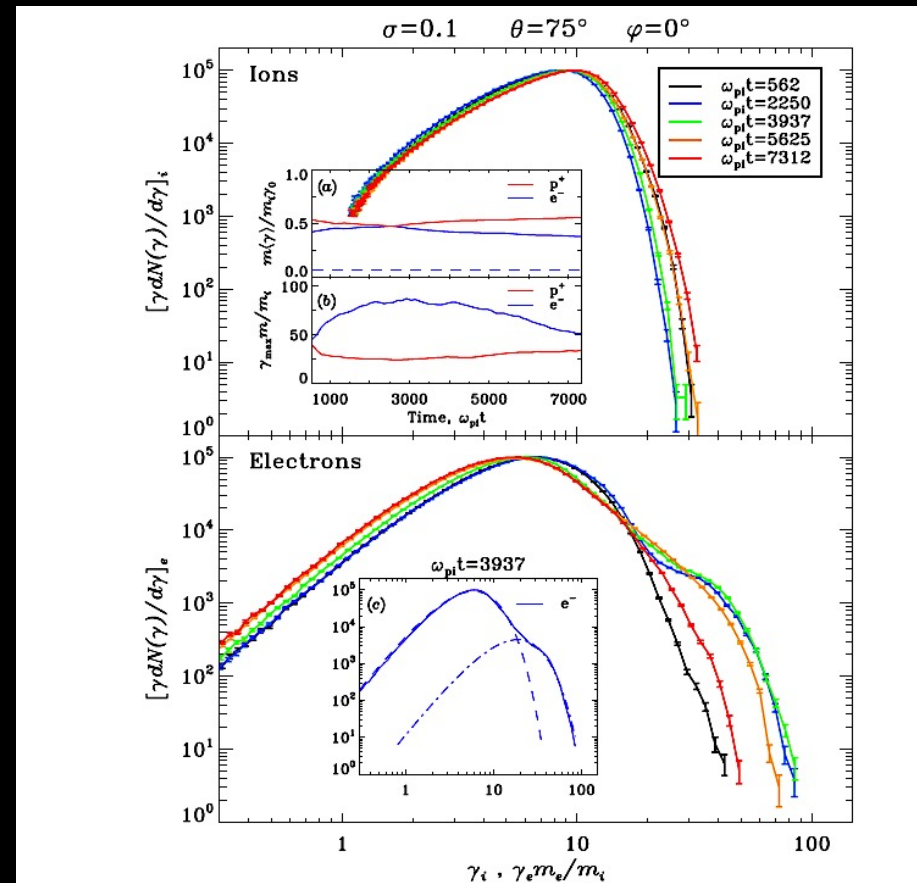 σ=0.1 θ=75° φ=0°
Ions
ω_pi t=562
ω_pi t=2250
ω_pi t=3937
ω_pi t=5625
ω_pi t=7312
[γdN(γ)/dγ]_i
10^5
10^4
10^3
10^2
10^1
10^0
(a)
p^+
e^-
m⟨γ⟩/m_iγ_0
1.0
0.5
0.0
(b)
p^+
e^-
γ_max m/m_i
100
50
25
0
1000 3000 5000 7000
Time, ω_pi t
Electrons
[γdN(γ)/dγ]_e
10^5
10^4
10^3
10^2
10^1
10^0
ω_pi t=3937
(c)
e^-
10^5
10^4
10^3
10^2
10^1
10^0
1 10 100
1 10 100
γ_i , γ_e m_e/m_i